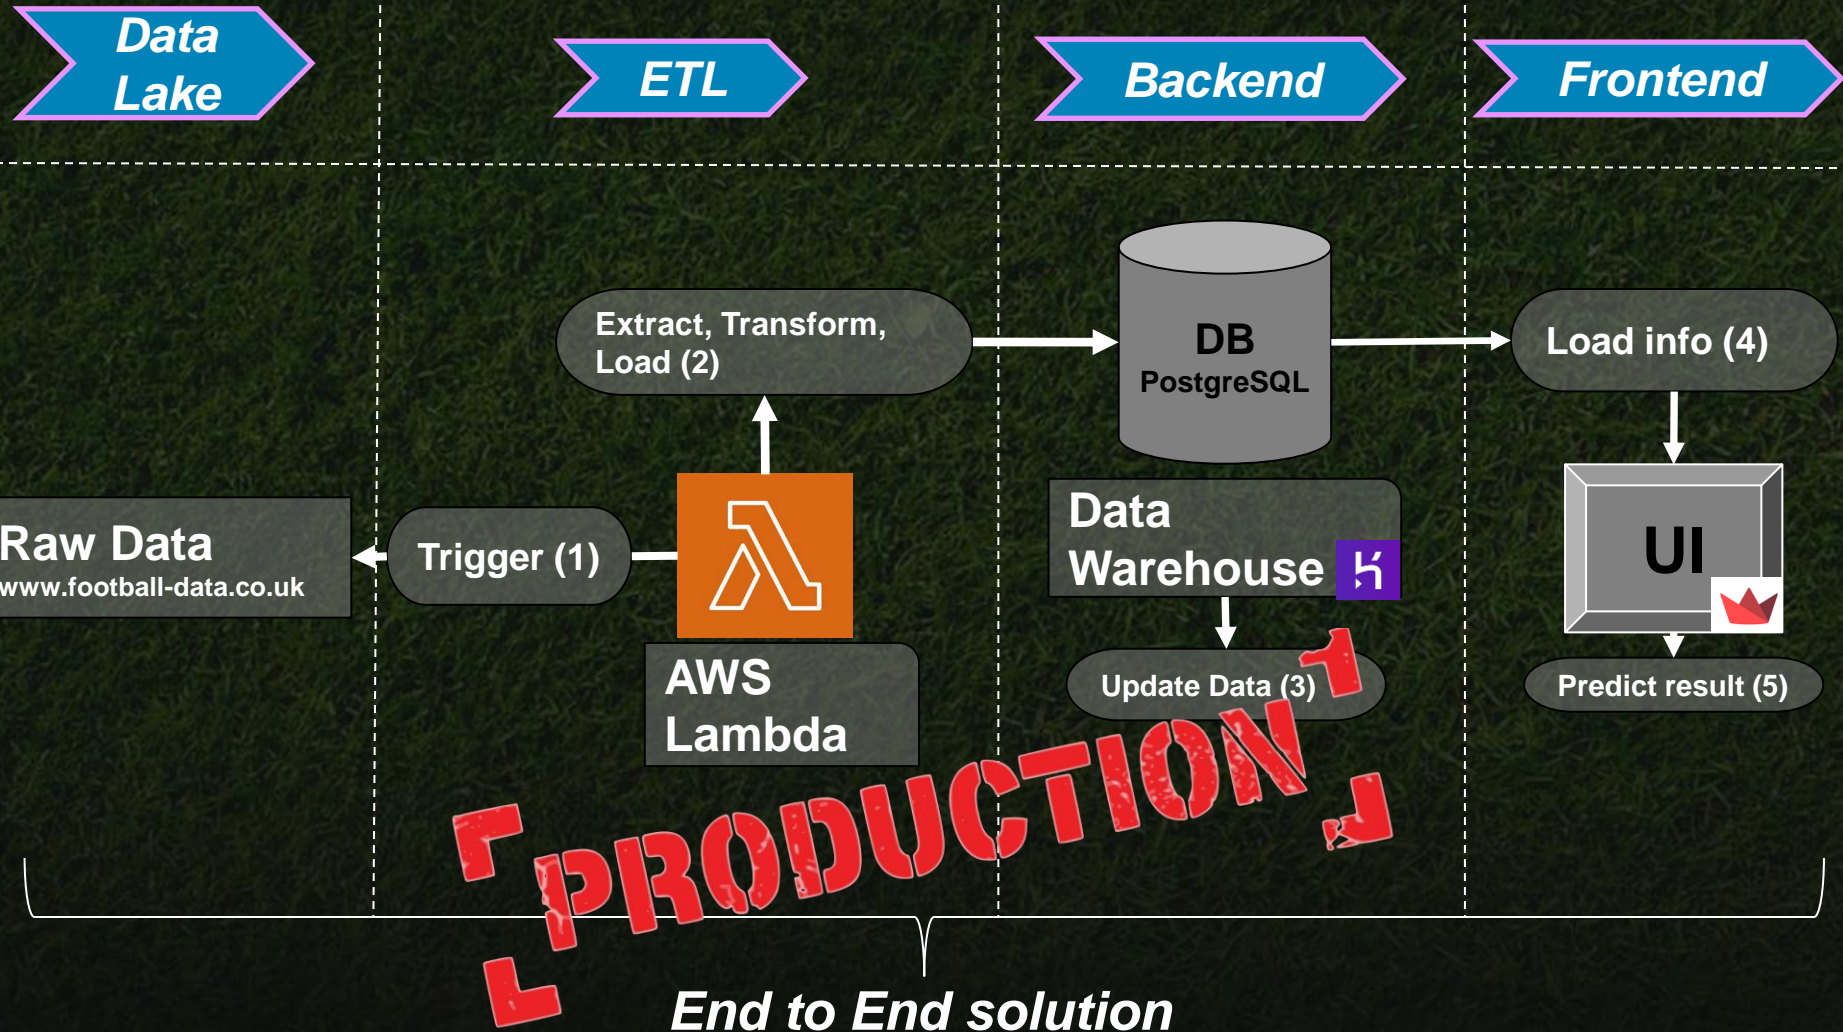 Data
Lake
ETL
Backend
Frontend
Extract, Transform,
Load (2)
DB
PostgreSQL
Load info (4)
Raw Data
www.football-data.co.uk
Trigger (1)
Data
Warehouse
UI
AWS
Lambda
Update Data (3)
Predict result (5)
PRODUCTION
End to End solution